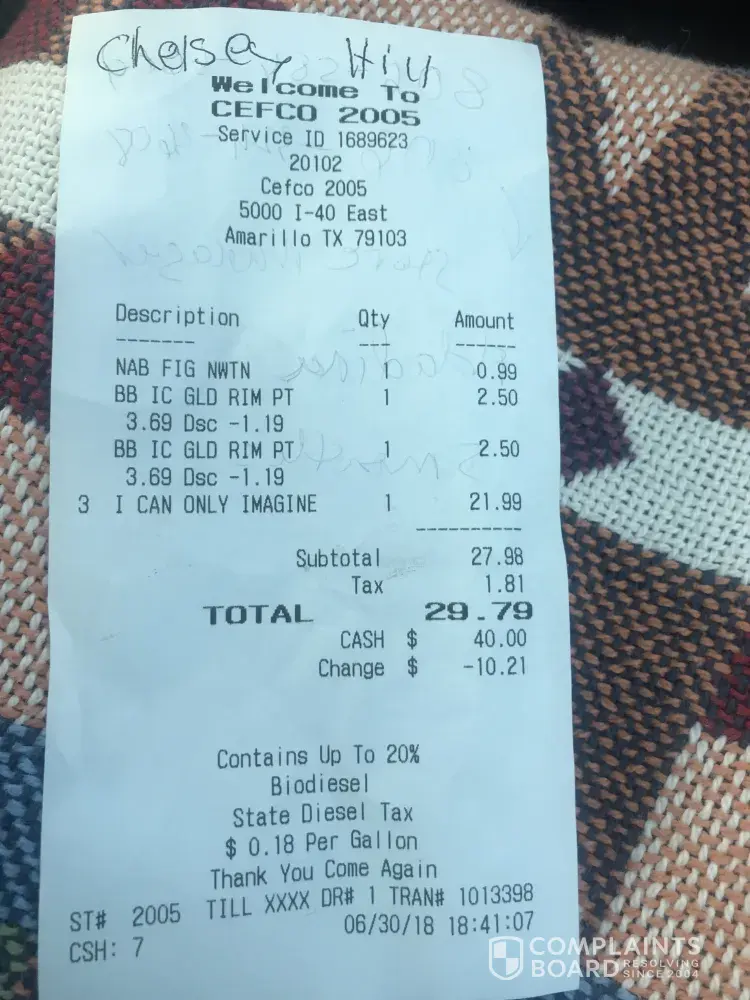 Chelsey Hill
Welcome To
CEFCO 2005
Service ID 1689623
20102
Cefco 2005
5000 I-40 East
Amarillo TX 79103
Description Qty Amount
------- --- ------
NAB FIG NWTN 1 0.99
BB IC GLD RIM PT 1 2.50
3.69 Dsc -1.19
BB IC GLD RIM PT 1 2.50
3.69 Dsc -1.19
3 I CAN ONLY IMAGINE 1 21.99
----------
Subtotal 27.98
Tax 1.81
TOTAL 29.79
CASH $ 40.00
Change $ -10.21
Contains Up To 20%
Biodiesel
State Diesel Tax
$ 0.18 Per Gallon
Thank You Come Again
ST# 2005 TILL XXXX DR# 1 TRAN# 1013398
CSH: 7 06/30/18 18:41:07
COMPLAINTS
BOARD RESOLVING SINCE 2004